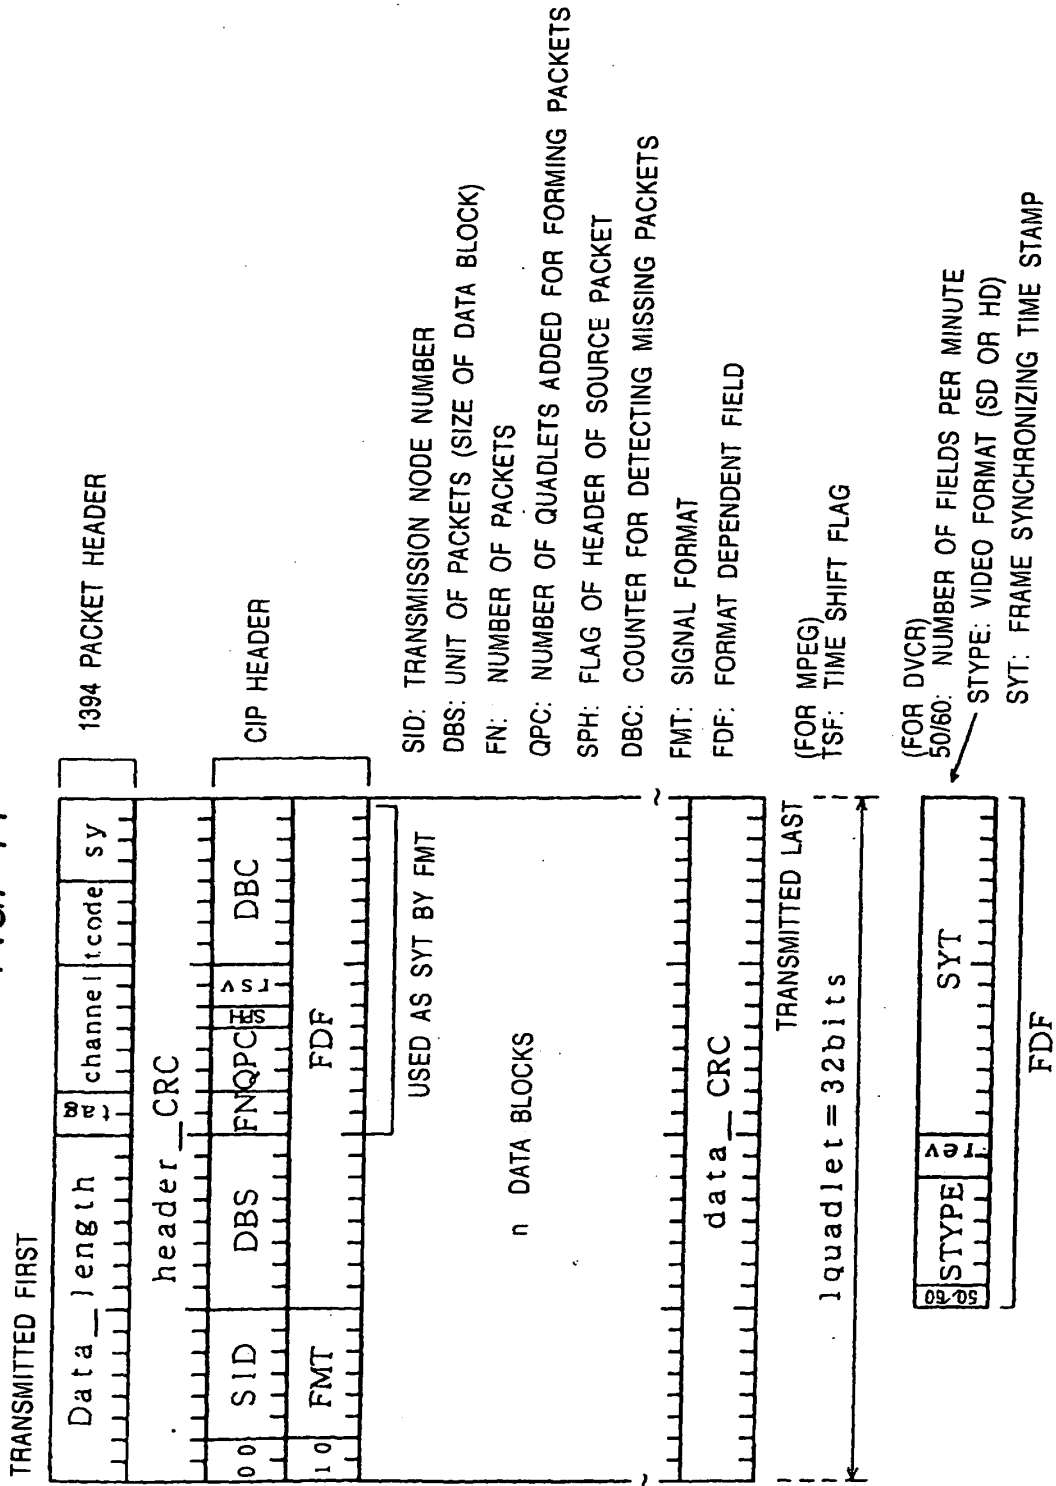 TRANSMITTED FIRST
Data_length tag channel tcode sy
1394 PACKET HEADER
header_CRC
00 SID DBS FN QPC SPH rsv DBC
CIP HEADER
10 FMT FDF
USED AS SYT BY FMT
n DATA BLOCKS
data_CRC
TRANSMITTED LAST
1quadlet=32bits
SID: TRANSMISSION NODE NUMBER
DBS: UNIT OF PACKETS (SIZE OF DATA BLOCK)
FN: NUMBER OF PACKETS
QPC: NUMBER OF QUADLETS ADDED FOR FORMING PACKETS
SPH: FLAG OF HEADER OF SOURCE PACKET
DBC: COUNTER FOR DETECTING MISSING PACKETS
FMT: SIGNAL FORMAT
FDF: FORMAT DEPENDENT FIELD
(FOR MPEG)
TSF: TIME SHIFT FLAG
(FOR DVCR)
50/60: NUMBER OF FIELDS PER MINUTE
STYPE: VIDEO FORMAT (SD OR HD)
SYT: FRAME SYNCHRONIZING TIME STAMP
50/60 STYPE rev SYT
FDF